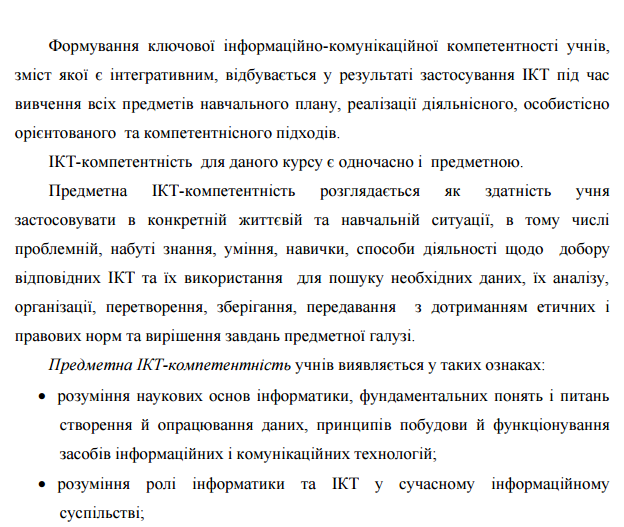 Формування ключової інформаційно-комунікаційної компетентності учнів,
зміст якої є інтегративним, відбувається у результаті застосування ІКТ під час
вивчення всіх предметів навчального плану, реалізації діяльнісного, особистісно
орієнтованого та компетентнісного підходів.
ІКТ-компетентність для даного курсу є одночасно і предметною.
Предметна ІКТ-компетентність розглядається як здатність учня
застосовувати в конкретній життєвій та навчальній ситуації, в тому числі
проблемній, набуті знання, уміння, навички, способи діяльності щодо добору
відповідних ІКТ та їх використання для пошуку необхідних даних, їх аналізу,
організації, перетворення, зберігання, передавання з дотриманням етичних і
правових норм та вирішення завдань предметної галузі.
Предметна ІКТ-компетентність учнів виявляється у таких ознаках:
• розуміння наукових основ інформатики, фундаментальних понять і питань
створення й опрацювання даних, принципів побудови й функціонування
засобів інформаційних і комунікаційних технологій;
• розуміння ролі інформатики та ІКТ у сучасному інформаційному
суспільстві;